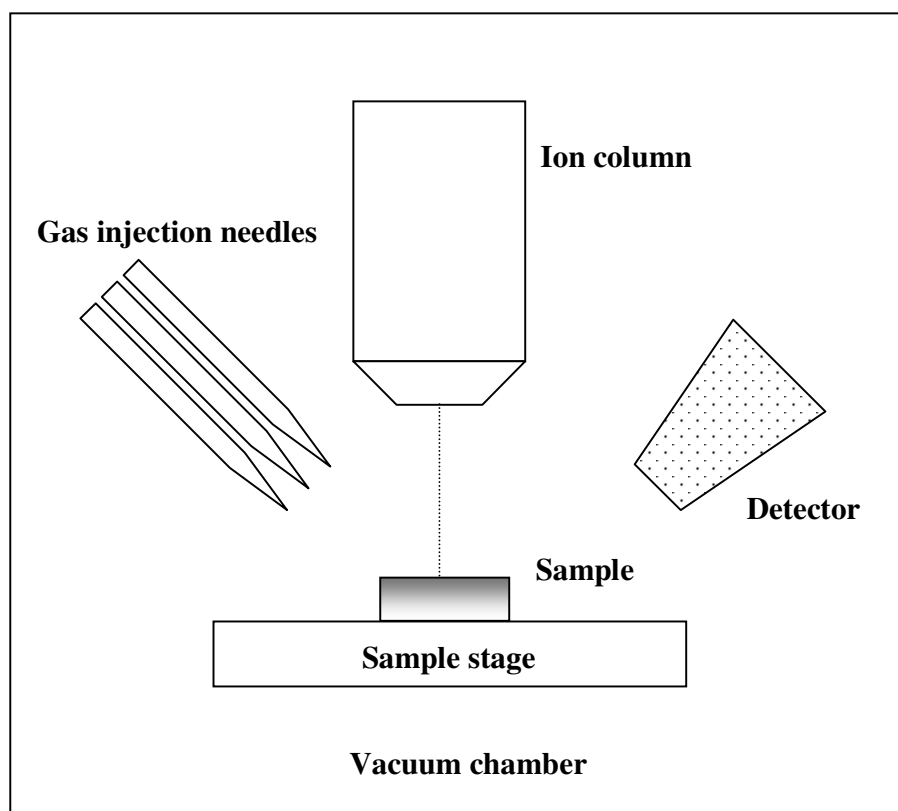 Ion column
Gas injection needles
Detector
Sample
Sample stage
Vacuum chamber